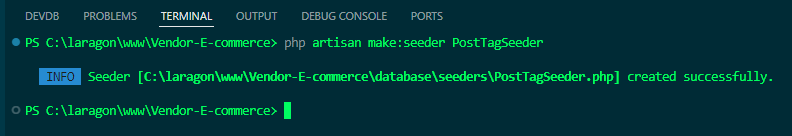 DEVDB PROBLEMS TERMINAL OUTPUT DEBUG CONSOLE PORTS
PS C:\laragon\www\Vendor-E-commerce> php artisan make:seeder PostTagSeeder
INFO Seeder [C:\laragon\www\Vendor-E-commerce\database\seeders\PostTagSeeder.php] created successfully.
PS C:\laragon\www\Vendor-E-commerce>